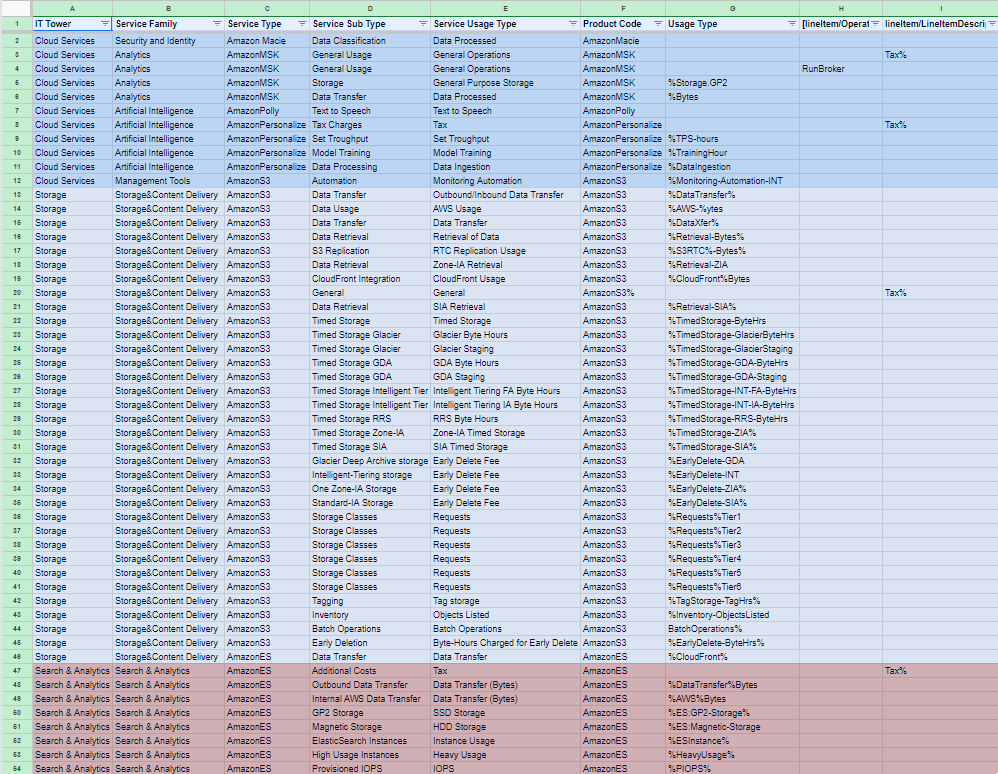 A B C D E F G H I
1 IT Tower Service Family Service Type Service Sub Type Service Usage Type Product Code Usage Type [lineItem/Operat lineItem/LineItemDescri
2 Cloud Services Security and Identity Amazon Macie Data Classification Data Processed AmazonMacie
3 Cloud Services Analytics AmazonMSK General Usage General Operations AmazonMSK Tax%
4 Cloud Services Analytics AmazonMSK General Usage General Operations AmazonMSK RunBroker
5 Cloud Services Analytics AmazonMSK Storage General Purpose Storage AmazonMSK %Storage.GP2
6 Cloud Services Analytics AmazonMSK Data Transfer Data Processed AmazonMSK %Bytes
7 Cloud Services Artificial Intelligence AmazonPolly Text to Speech Text to Speech AmazonPolly
8 Cloud Services Artificial Intelligence AmazonPersonalize Tax Charges Tax AmazonPersonalize Tax%
9 Cloud Services Artificial Intelligence AmazonPersonalize Set Troughput Set Troughput AmazonPersonalize %TPS-hours
10 Cloud Services Artificial Intelligence AmazonPersonalize Model Training Model Training AmazonPersonalize %TrainingHour
11 Cloud Services Artificial Intelligence AmazonPersonalize Data Processing Data Ingestion AmazonPersonalize %DataIngestion
12 Cloud Services Management Tools AmazonS3 Automation Monitoring Automation AmazonS3 %Monitoring-Automation-INT
13 Storage Storage&Content Delivery AmazonS3 Data Transfer Outbound/Inbound Data Transfer AmazonS3 %DataTransfer%
14 Storage Storage&Content Delivery AmazonS3 Data Usage AWS Usage AmazonS3 %AWS-%ytes
15 Storage Storage&Content Delivery AmazonS3 Data Transfer Data Transfer AmazonS3 %DataXfer%
16 Storage Storage&Content Delivery AmazonS3 Data Retrieval Retrieval of Data AmazonS3 %Retrieval-Bytes%
17 Storage Storage&Content Delivery AmazonS3 S3 Replication RTC Replication Usage AmazonS3 %S3RTC%-Bytes%
18 Storage Storage&Content Delivery AmazonS3 Data Retrieval Zone-IA Retrieval AmazonS3 %Retrieval-ZIA
19 Storage Storage&Content Delivery AmazonS3 CloudFront Integration CloudFront Usage AmazonS3 %CloudFront%Bytes
20 Storage Storage&Content Delivery AmazonS3 General General AmazonS3% Tax%
21 Storage Storage&Content Delivery AmazonS3 Data Retrieval SIA Retrieval AmazonS3 %Retrieval-SIA%
22 Storage Storage&Content Delivery AmazonS3 Timed Storage Timed Storage AmazonS3 %TimedStorage-ByteHrs
23 Storage Storage&Content Delivery AmazonS3 Timed Storage Glacier Glacier Byte Hours AmazonS3 %TimedStorage-GlacierByteHrs
24 Storage Storage&Content Delivery AmazonS3 Timed Storage Glacier Glacier Staging AmazonS3 %TimedStorage-GlacierStaging
25 Storage Storage&Content Delivery AmazonS3 Timed Storage GDA GDA Byte Hours AmazonS3 %TimedStorage-GDA-ByteHrs
26 Storage Storage&Content Delivery AmazonS3 Timed Storage GDA GDA Staging AmazonS3 %TimedStorage-GDA-Staging
27 Storage Storage&Content Delivery AmazonS3 Timed Storage Intelligent Tier Intelligent Tiering FA Byte Hours AmazonS3 %TimedStorage-INT-FA-ByteHrs
28 Storage Storage&Content Delivery AmazonS3 Timed Storage Intelligent Tier Intelligent Tiering IA Byte Hours AmazonS3 %TimedStorage-INT-IA-ByteHrs
29 Storage Storage&Content Delivery AmazonS3 Timed Storage RRS RRS Byte Hours AmazonS3 %TimedStorage-RRS-ByteHrs
30 Storage Storage&Content Delivery AmazonS3 Timed Storage Zone-IA Zone-IA Timed Storage AmazonS3 %TimedStorage-ZIA%
31 Storage Storage&Content Delivery AmazonS3 Timed Storage SIA SIA Timed Storage AmazonS3 %TimedStorage-SIA%
32 Storage Storage&Content Delivery AmazonS3 Glacier Deep Archive storage Early Delete Fee AmazonS3 %EarlyDelete-GDA
33 Storage Storage&Content Delivery AmazonS3 Intelligent-Tiering storage Early Delete Fee AmazonS3 %EarlyDelete-INT
34 Storage Storage&Content Delivery AmazonS3 One Zone-IA Storage Early Delete Fee AmazonS3 %EarlyDelete-ZIA%
35 Storage Storage&Content Delivery AmazonS3 Standard-IA Storage Early Delete Fee AmazonS3 %EarlyDelete-SIA%
36 Storage Storage&Content Delivery AmazonS3 Storage Classes Requests AmazonS3 %Requests%Tier1
37 Storage Storage&Content Delivery AmazonS3 Storage Classes Requests AmazonS3 %Requests%Tier2
38 Storage Storage&Content Delivery AmazonS3 Storage Classes Requests AmazonS3 %Requests%Tier3
39 Storage Storage&Content Delivery AmazonS3 Storage Classes Requests AmazonS3 %Requests%Tier4
40 Storage Storage&Content Delivery AmazonS3 Storage Classes Requests AmazonS3 %Requests%Tier5
41 Storage Storage&Content Delivery AmazonS3 Storage Classes Requests AmazonS3 %Requests%Tier6
42 Storage Storage&Content Delivery AmazonS3 Tagging Tag storage AmazonS3 %TagStorage-TagHrs%
43 Storage Storage&Content Delivery AmazonS3 Inventory Objects Listed AmazonS3 %Inventory-ObjectsListed
44 Storage Storage&Content Delivery AmazonS3 Batch Operations Batch Operations AmazonS3 BatchOperations%
45 Storage Storage&Content Delivery AmazonS3 Early Deletion Byte-Hours Charged for Early Delete AmazonS3 %EarlyDelete-ByteHrs%
46 Storage Storage&Content Delivery AmazonES Data Transfer Data Transfer AmazonES %CloudFront%
47 Search & Analytics Search & Analytics AmazonES Additional Costs Tax AmazonES Tax%
48 Search & Analytics Search & Analytics AmazonES Outbound Data Transfer Data Transfer (Bytes) AmazonES %DataTransfer%Bytes
49 Search & Analytics Search & Analytics AmazonES Internal AWS Data Transfer Data Transfer (Bytes) AmazonES %AWS%Bytes
50 Search & Analytics Search & Analytics AmazonES GP2 Storage SSD Storage AmazonES %ES:GP2-Storage%
51 Search & Analytics Search & Analytics AmazonES Magnetic Storage HDD Storage AmazonES %ES:Magnetic-Storage
52 Search & Analytics Search & Analytics AmazonES ElasticSearch Instances Instance Usage AmazonES %ESInstance%
53 Search & Analytics Search & Analytics AmazonES High Usage Instances Heavy Usage AmazonES %HeavyUsage%
54 Search & Analytics Search & Analytics AmazonES Provisioned IOPS IOPS AmazonES %PIOPS%